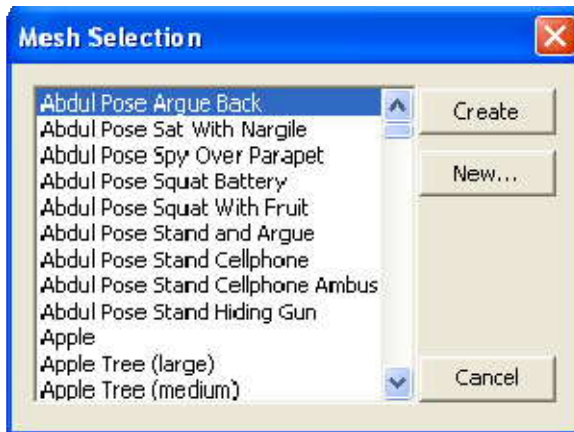 Mesh Selection
Abdul Pose Argue Back
Abdul Pose Sat With Nargile
Abdul Pose Spy Over Parapet
Abdul Pose Squat Battery
Abdul Pose Squat With Fruit
Abdul Pose Stand and Argue
Abdul Pose Stand Cellphone
Abdul Pose Stand Cellphone Ambus
Abdul Pose Stand Hiding Gun
Apple
Apple Tree (large)
Apple Tree (medium)
Create
New...
Cancel